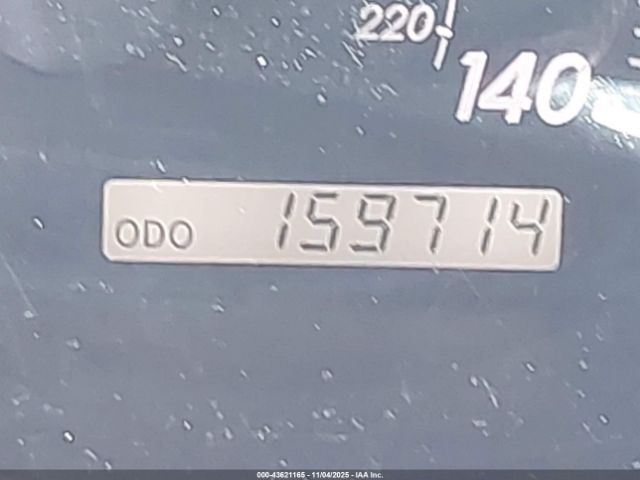 220
140
ODO 159714
000-43621165 - 11/04/2025 - IAA Inc.